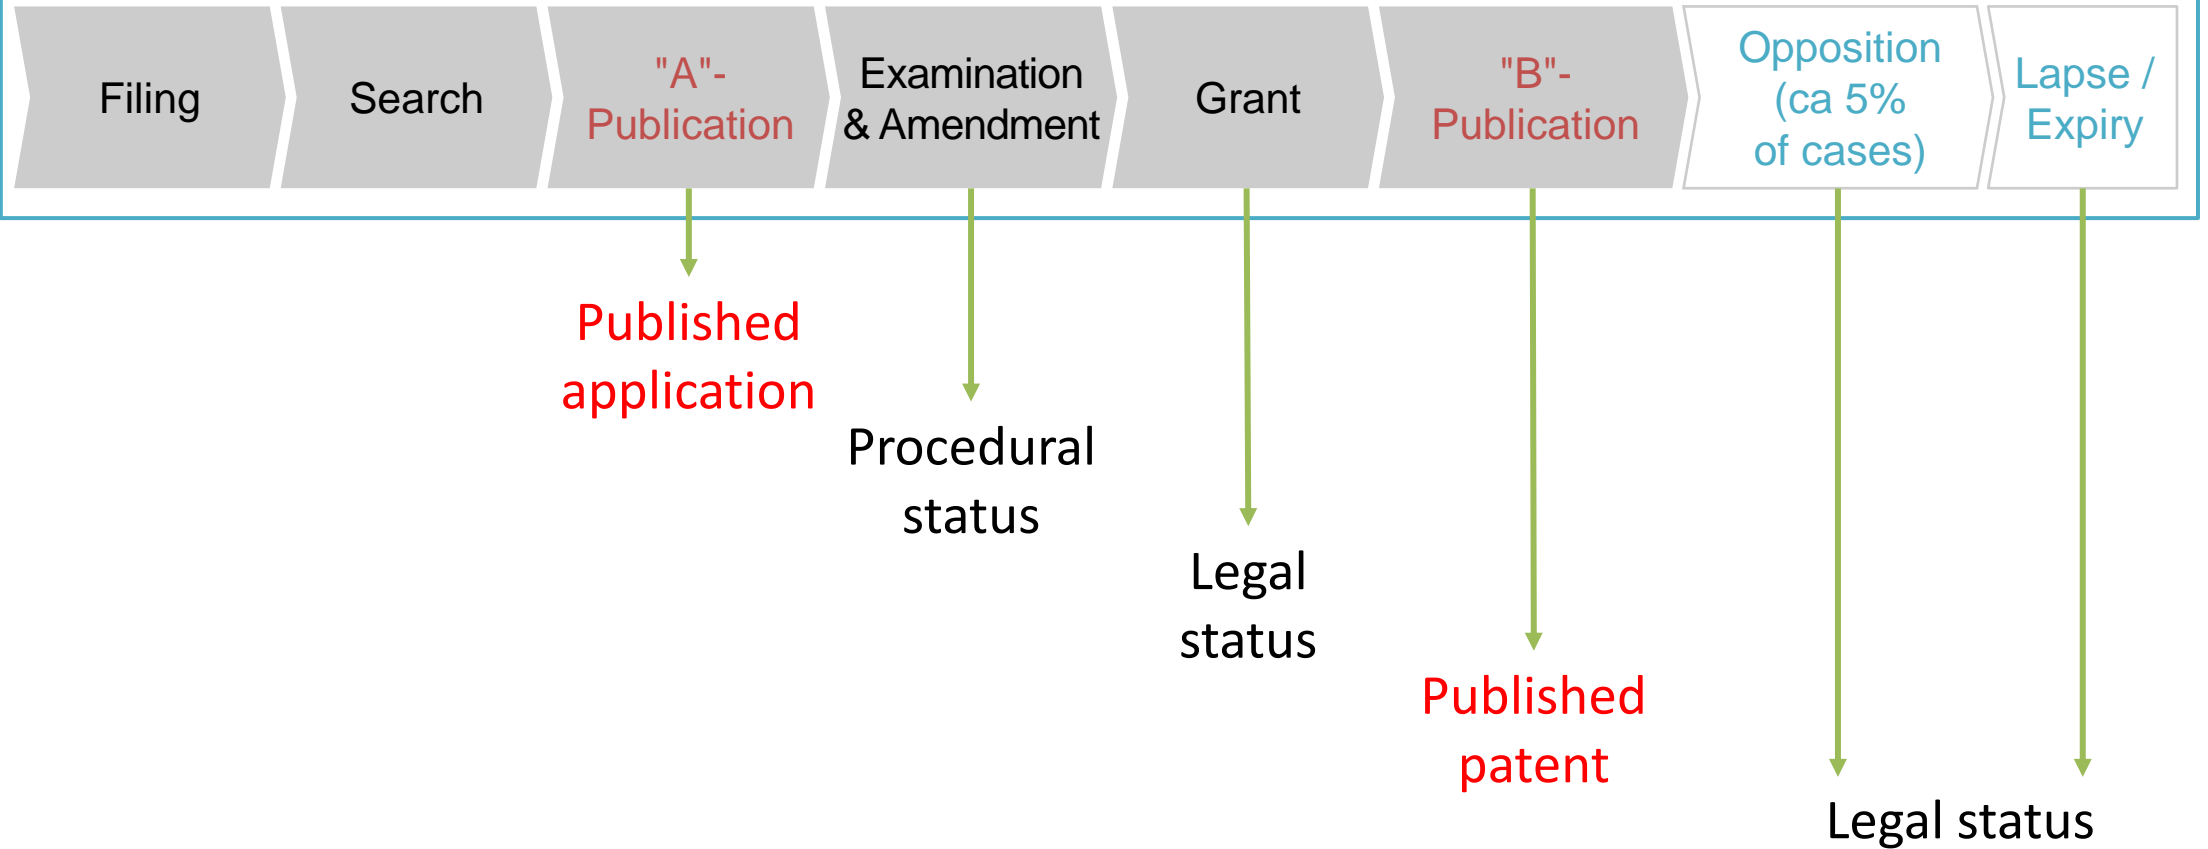 Filing
Search
"A"-
Publication
Examination
& Amendment
Grant
"B"-
Publication
Opposition
(ca 5%
of cases)
Lapse /
Expiry
Published
application
Procedural
status
Legal
status
Published
patent
Legal status